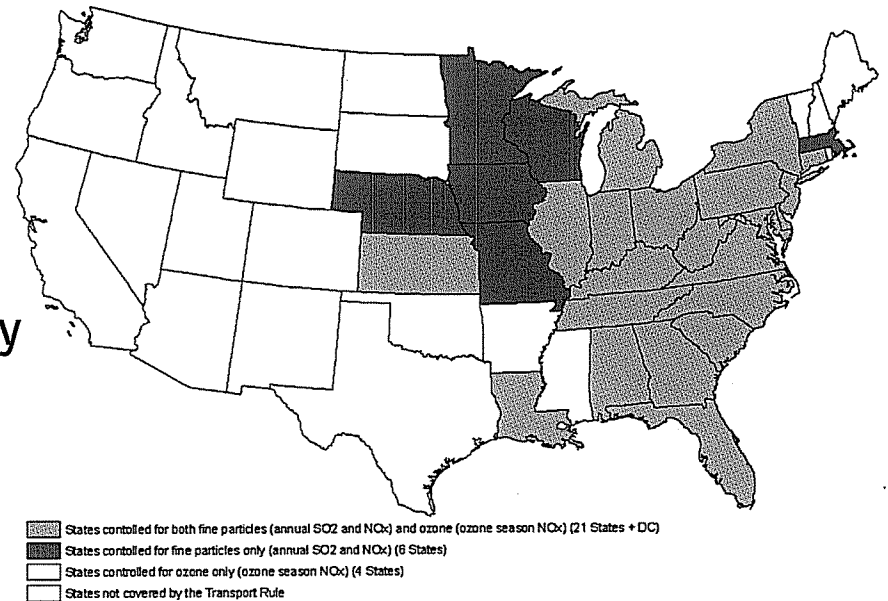 y
States contolled for both fine particles (annual SO2 and NOx) and ozone (ozone season NOx) (21 States + DC)
States contolled for fine particles only (annual SO2 and NOx) (6 States)
States controlled for ozone only (ozone season NOx) (4 States)
States not covered by the Transport Rule